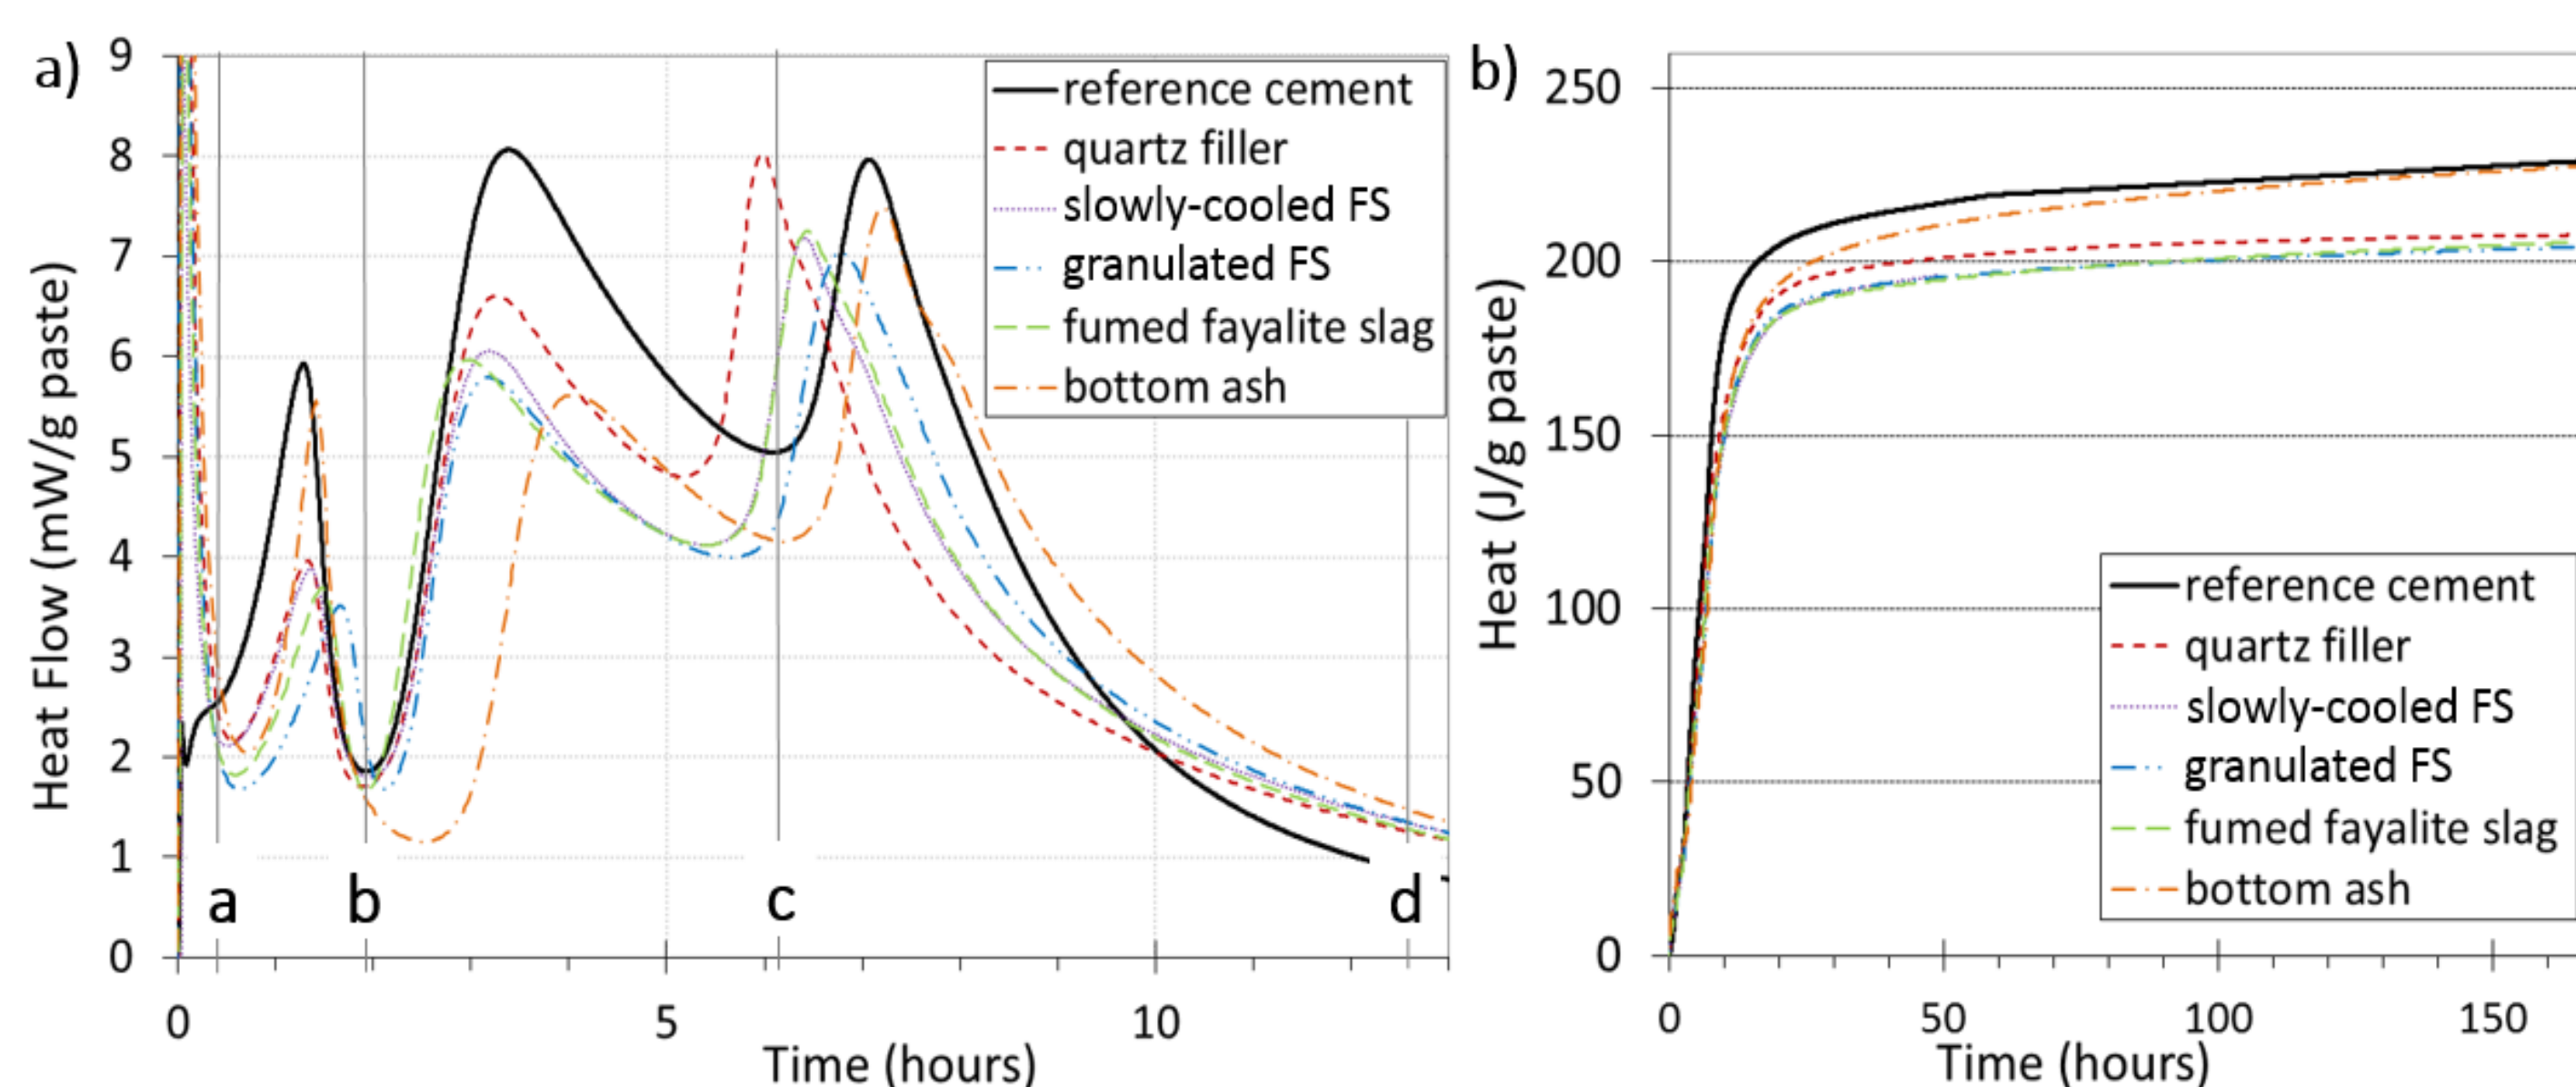 a)
9
8
7
6
5
4
3
2
1
0
Heat Flow (mW/g paste)
reference cement
quartz filler
slowly-cooled FS
granulated FS
fumed fayalite slag
bottom ash
a b c d
0 5 10
Time (hours)
b)
250
200
150
100
50
0
Heat (J/g paste)
reference cement
quartz filler
slowly-cooled FS
granulated FS
fumed fayalite slag
bottom ash
0 50 100 150
Time (hours)